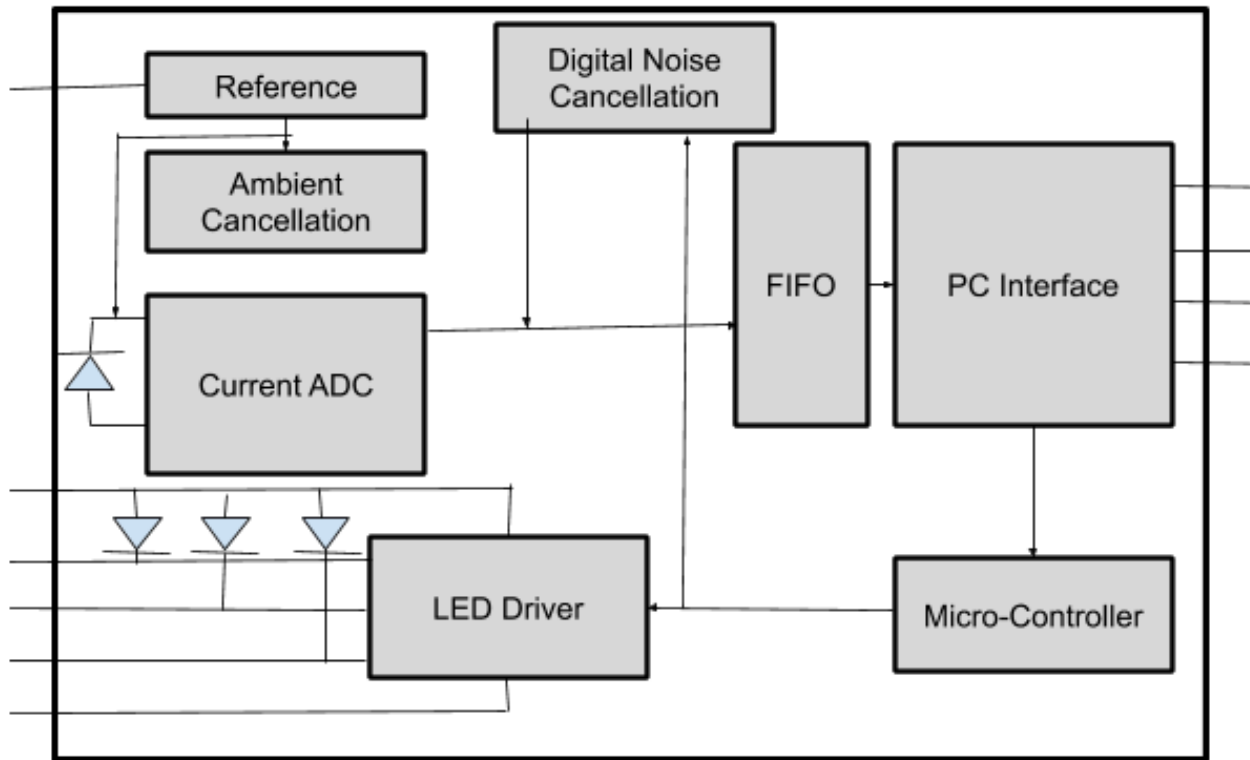 Reference
Digital Noise
Cancellation
Ambient
Cancellation
FIFO
PC Interface
Current ADC
LED Driver
Micro-Controller